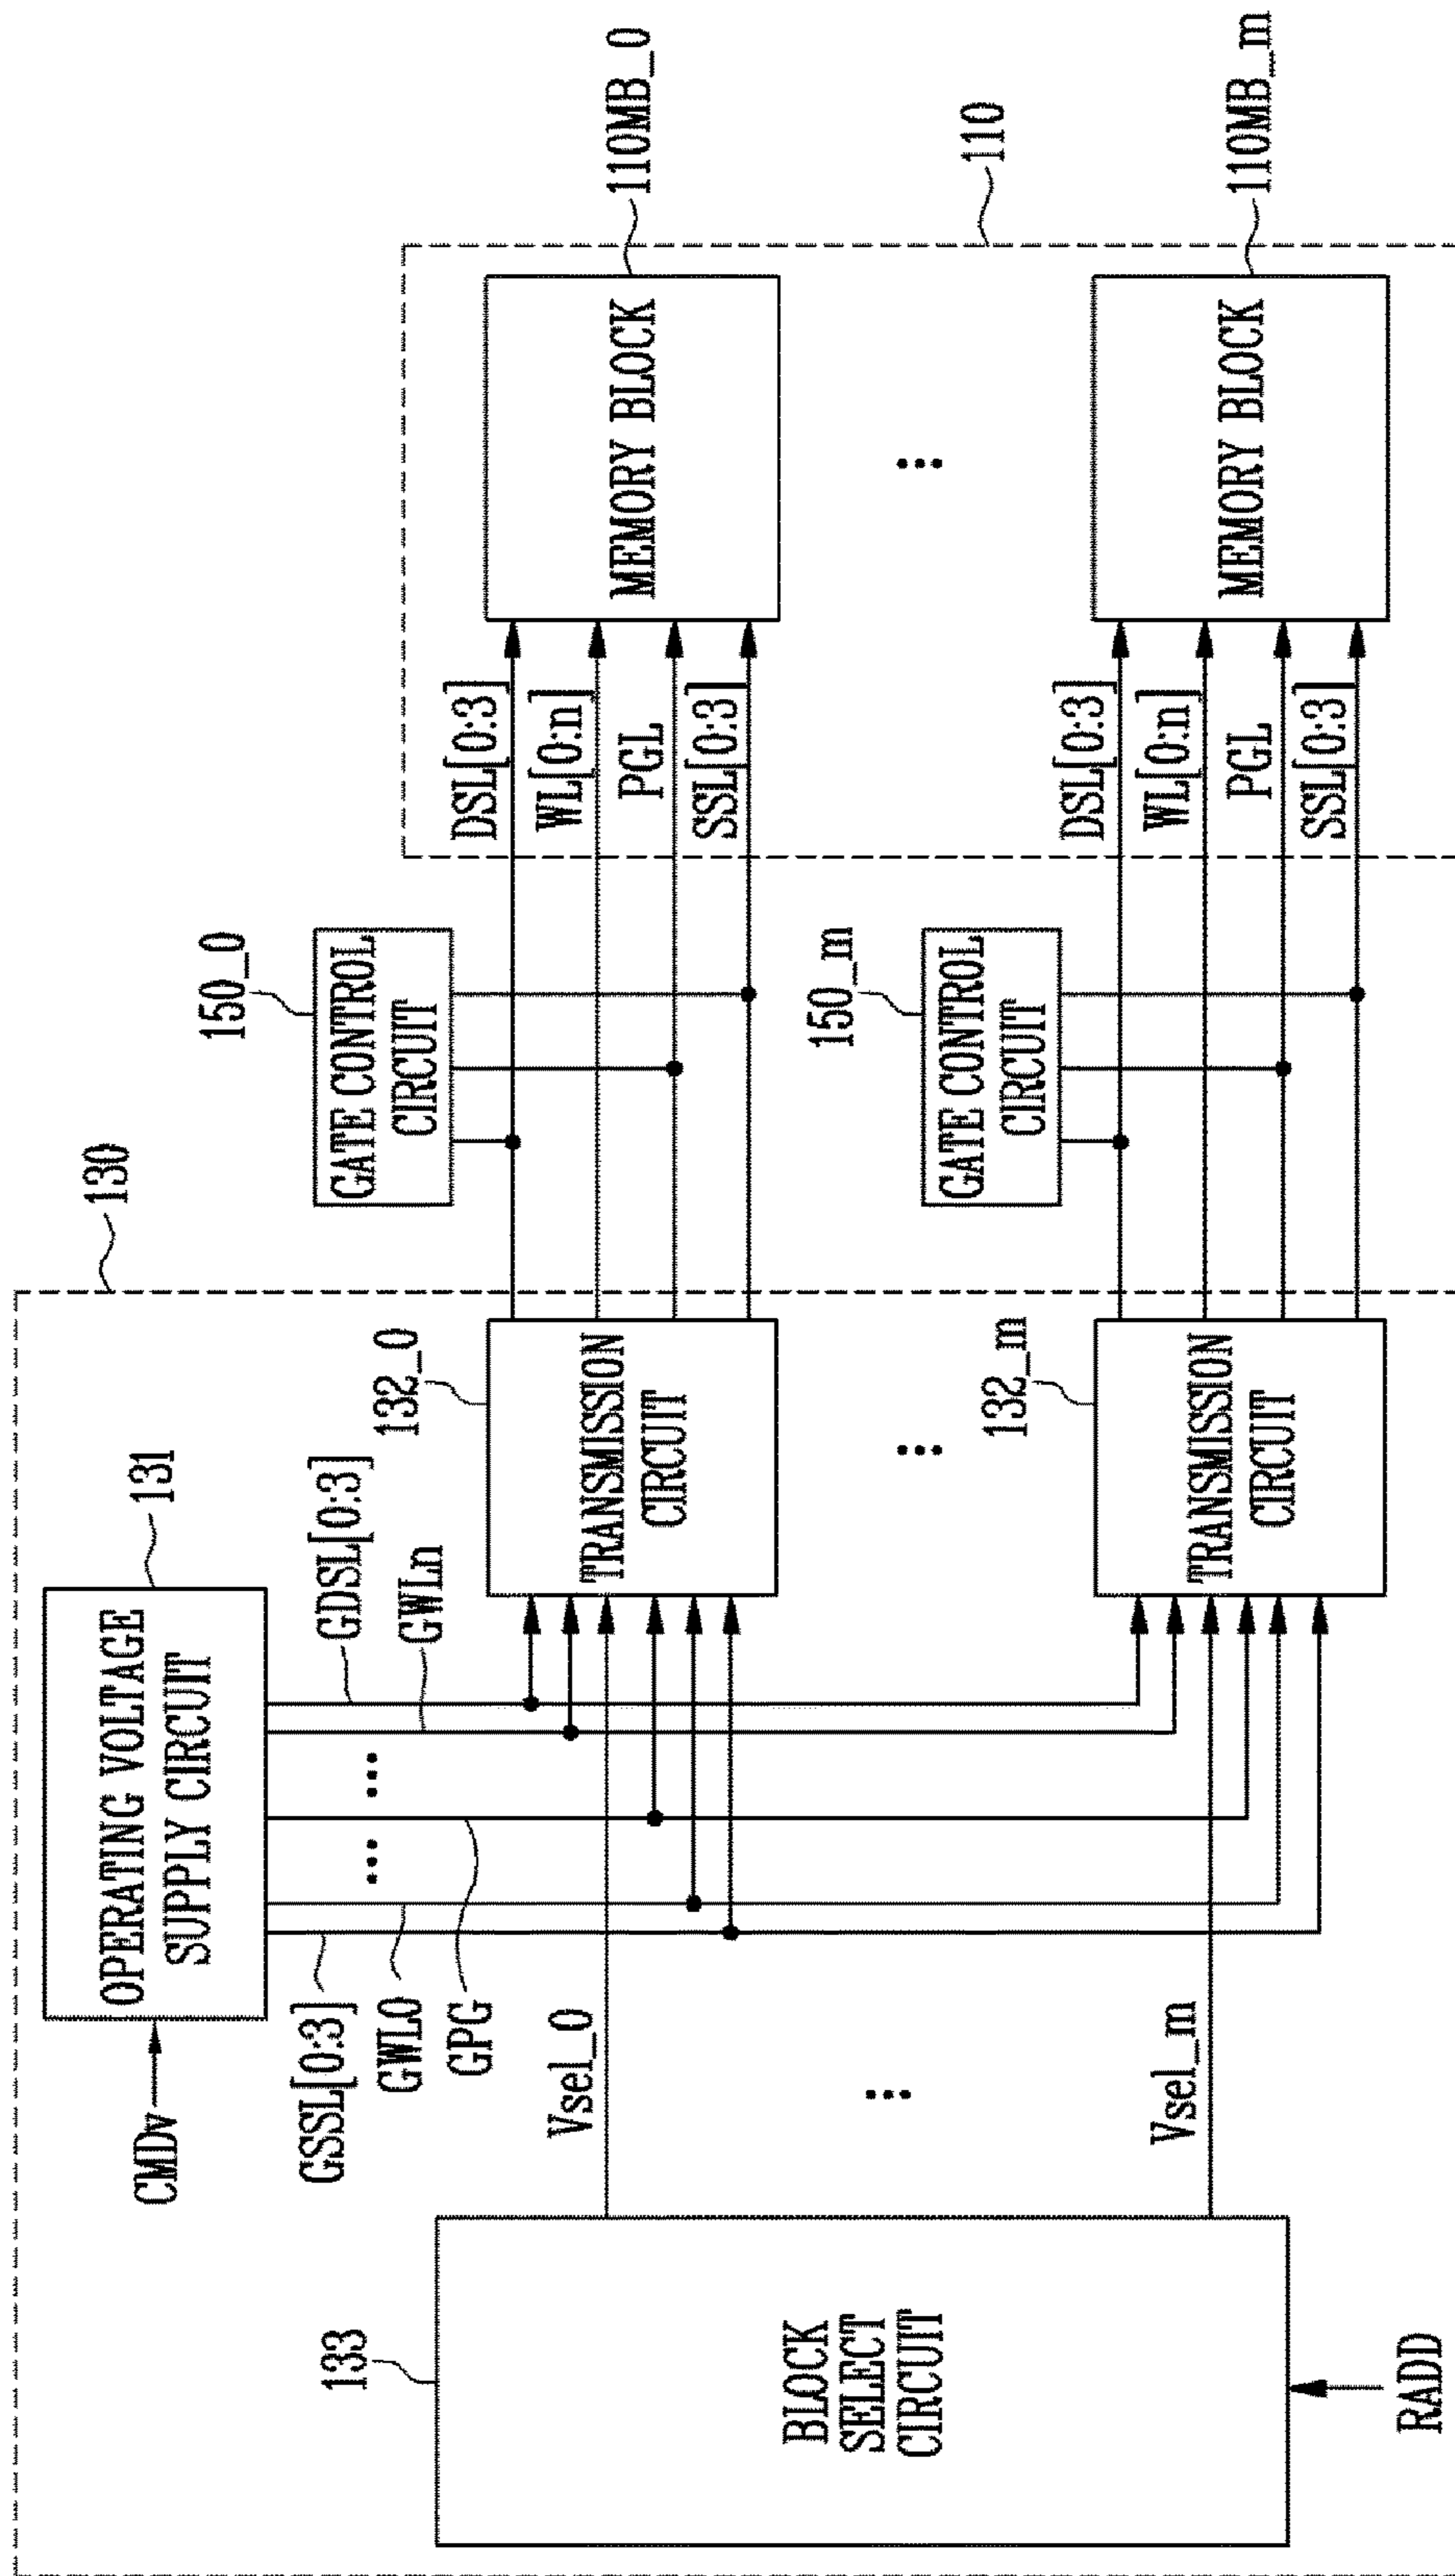 130
131
OPERATING VOLTAGE
SUPPLY CIRCUIT
CMDv
GSSL[0:3]
GWL0
GPG
...
...
GDSL[0:3]
GWLn
133
BLOCK
SELECT
CIRCUIT
RADD
Vsel_0
...
Vsel_m
132_0
TRANSMISSION
CIRCUIT
...
132_m
TRANSMISSION
CIRCUIT
150_0
GATE CONTROL
CIRCUIT
150_m
GATE CONTROL
CIRCUIT
DSL[0:3]
WL[0:n]
PGL
SSL[0:3]
MEMORY BLOCK
110MB_0
110
...
DSL[0:3]
WL[0:n]
PGL
SSL[0:3]
MEMORY BLOCK
110MB_m